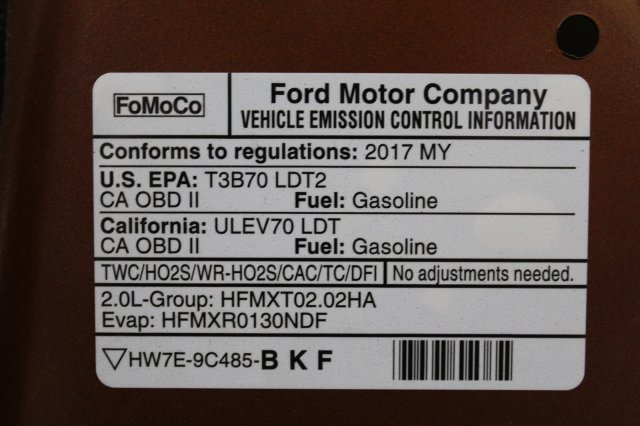 FoMoCo
Ford Motor Company
VEHICLE EMISSION CONTROL INFORMATION
Conforms to regulations: 2017 MY
U.S. EPA: T3B70 LDT2
CA OBD II Fuel: Gasoline
California: ULEV70 LDT
CA OBD II Fuel: Gasoline
TWC/HO2S/WR-HO2S/CAC/TC/DFI No adjustments needed.
2.0L-Group: HFMXT02.02HA
Evap: HFMXR0130NDF
HW7E-9C485-B K F